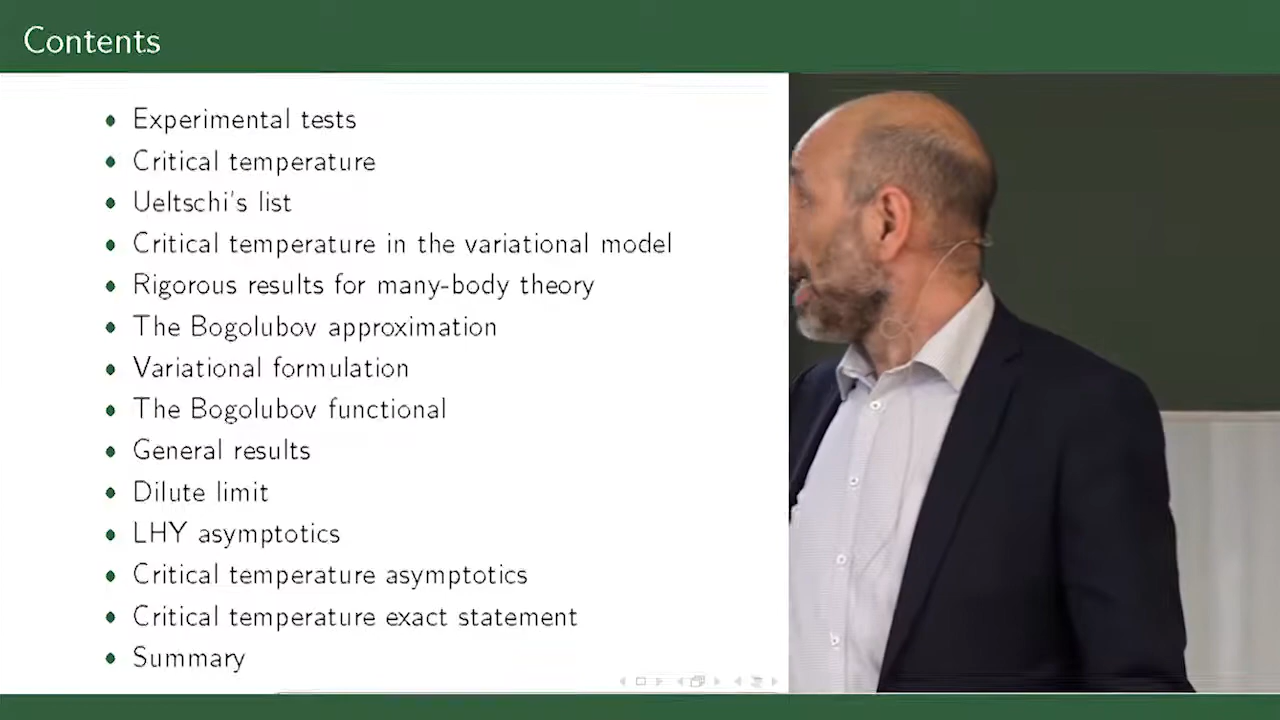 Contents
Experimental tests
Critical temperature
Ueltschi's list
Critical temperature in the variational model
Rigorous results for many-body theory
The Bogolubov approximation
Variational formulation
The Bogolubov functional
General results
Dilute limit
LHY asymptotics
Critical temperature asymptotics
Critical temperature exact statement
Summary